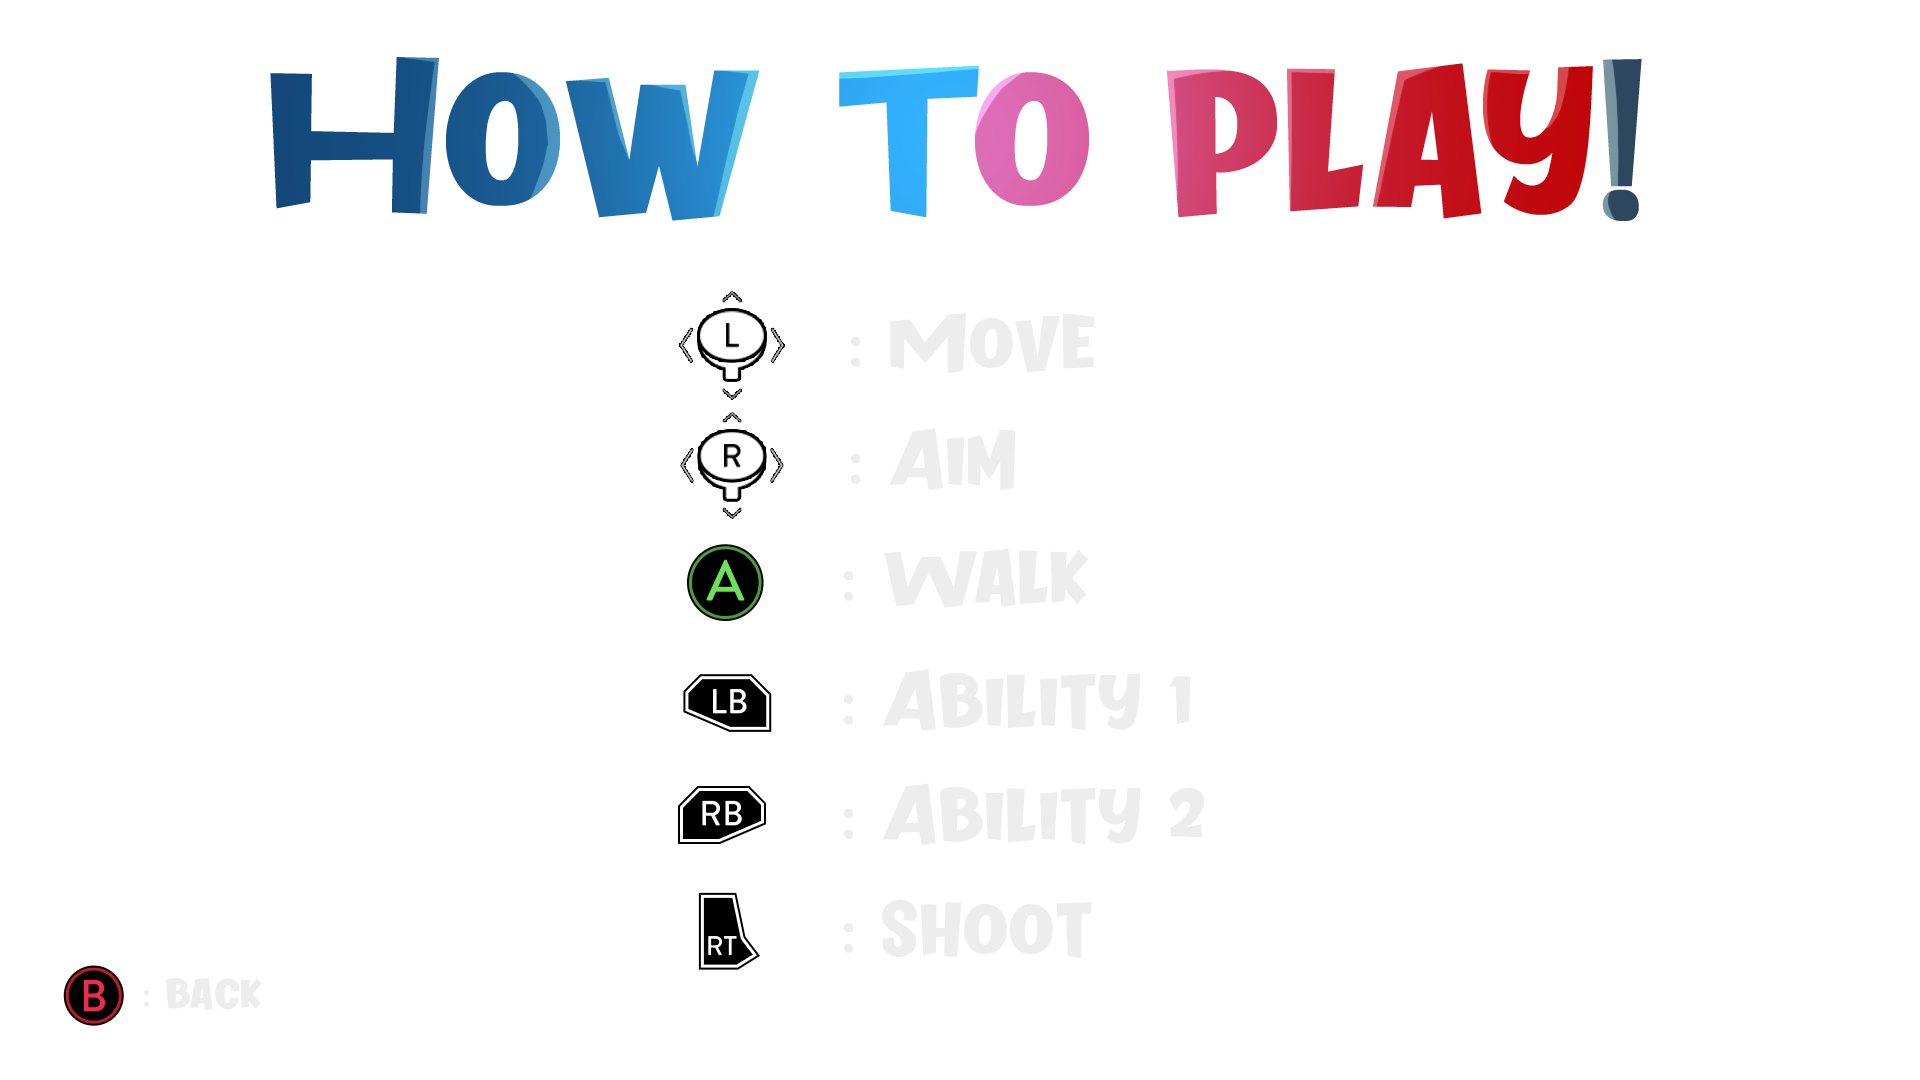 HOW TO PLAY!
L : MOVE
R : AIM
A : WALK
LB : ABILITY 1
RB : ABILITY 2
RT : SHOOT
B : BACK